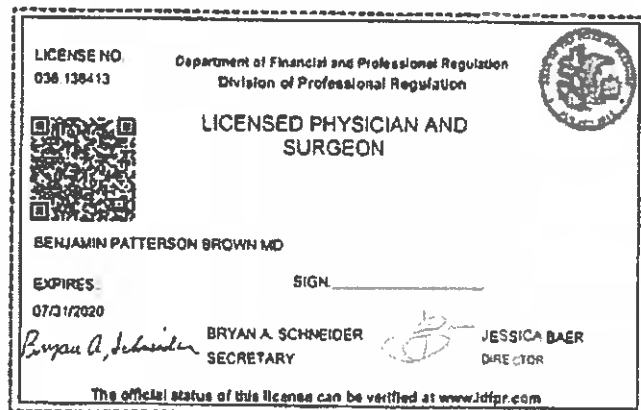 LICENSE NO.
036.138413
Department of Financial and Professional Regulation
Division of Professional Regulation
LICENSED PHYSICIAN AND
SURGEON
BENJAMIN PATTERSON BROWN MD
EXPIRES:
07/31/2020
SIGN.
Bryan A. Schneider
BRYAN A. SCHNEIDER
SECRETARY
JESSICA BAER
DIRECTOR
The official status of this license can be verified at www.idfpr.com